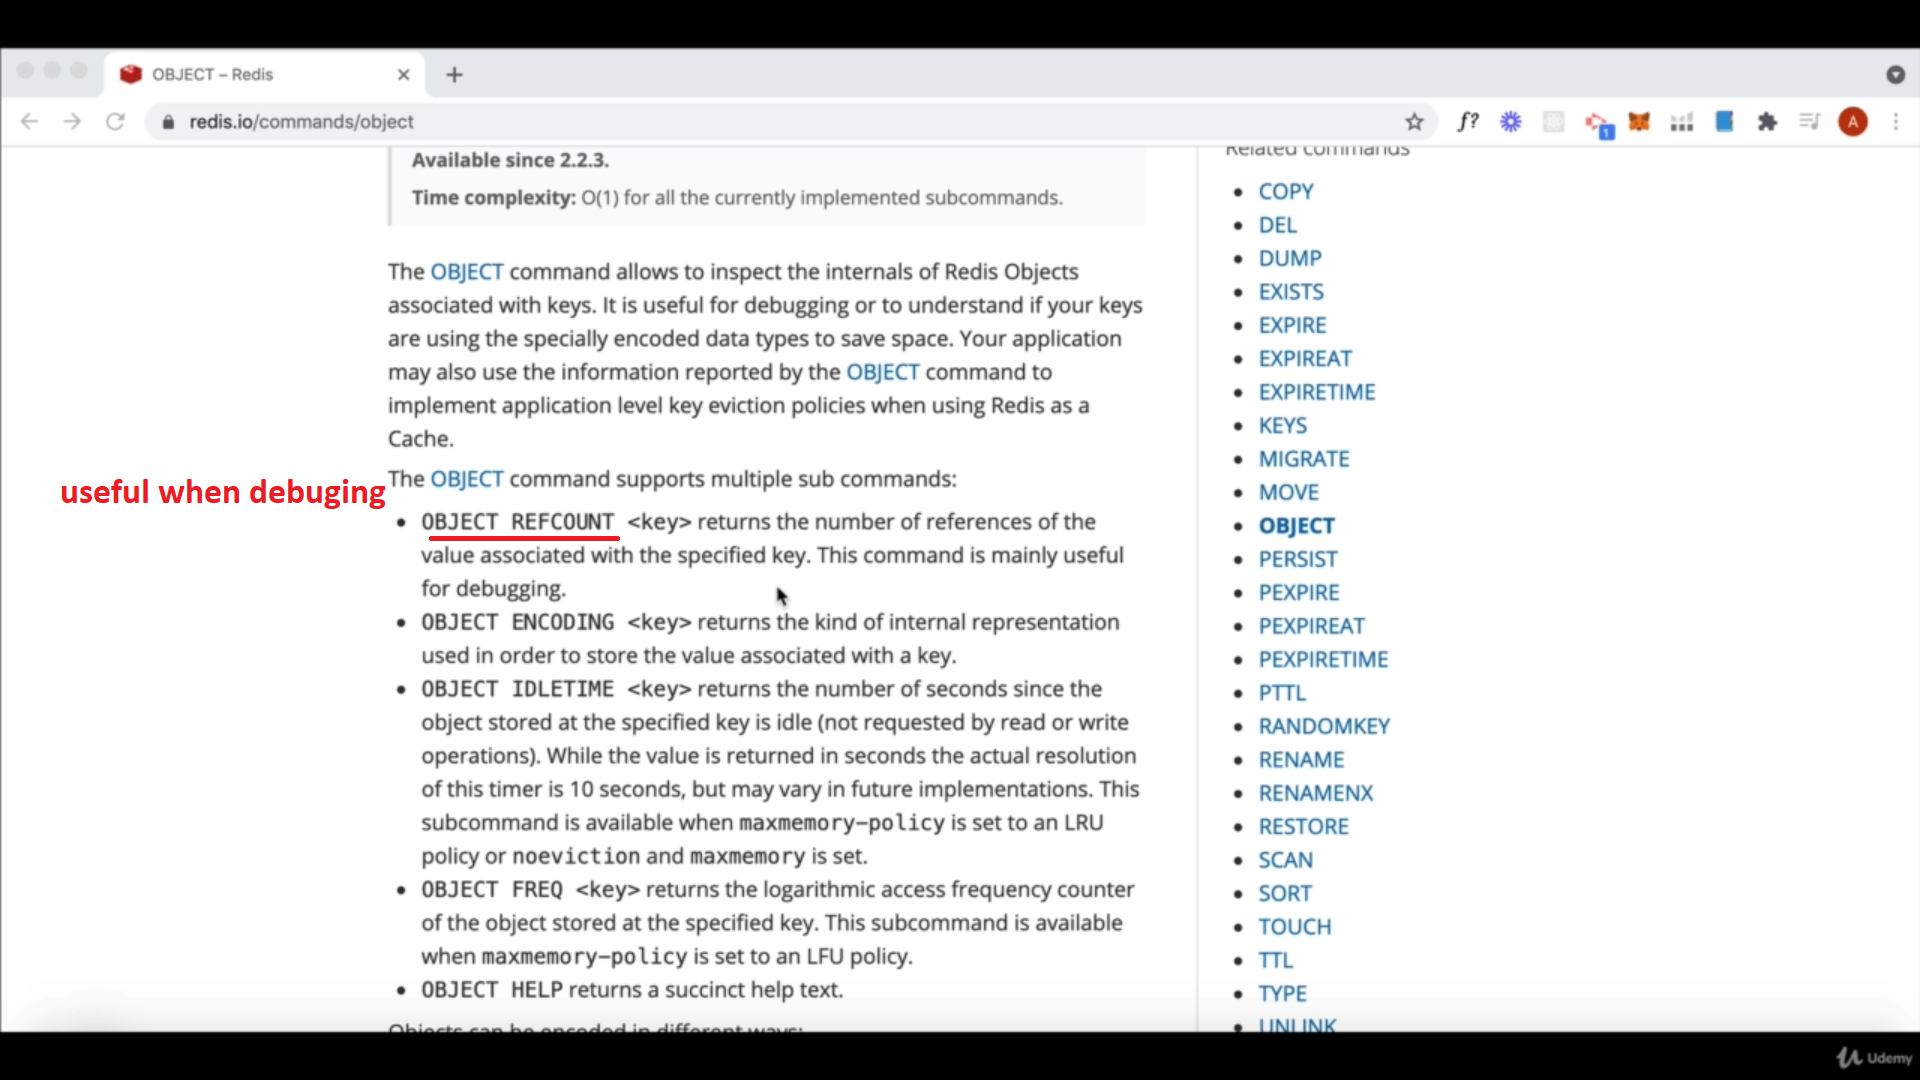 OBJECT – Redis
redis.io/commands/object
f?
1
A
Available since 2.2.3.
Time complexity: O(1) for all the currently implemented subcommands.
The OBJECT command allows to inspect the internals of Redis Objects
associated with keys. It is useful for debugging or to understand if your keys
are using the specially encoded data types to save space. Your application
may also use the information reported by the OBJECT command to
implement application level key eviction policies when using Redis as a
Cache.
The OBJECT command supports multiple sub commands:
useful when debuging
OBJECT REFCOUNT <key> returns the number of references of the
value associated with the specified key. This command is mainly useful
for debugging.
OBJECT ENCODING <key> returns the kind of internal representation
used in order to store the value associated with a key.
OBJECT IDLETIME <key> returns the number of seconds since the
object stored at the specified key is idle (not requested by read or write
operations). While the value is returned in seconds the actual resolution
of this timer is 10 seconds, but may vary in future implementations. This
subcommand is available when maxmemory-policy is set to an LRU
policy or noeviction and maxmemory is set.
OBJECT FREQ <key> returns the logarithmic access frequency counter
of the object stored at the specified key. This subcommand is available
when maxmemory-policy is set to an LFU policy.
OBJECT HELP returns a succinct help text.
Objects can be encoded in different ways:
Related commands
COPY
DEL
DUMP
EXISTS
EXPIRE
EXPIREAT
EXPIRETIME
KEYS
MIGRATE
MOVE
OBJECT
PERSIST
PEXPIRE
PEXPIREAT
PEXPIRETIME
PTTL
RANDOMKEY
RENAME
RENAMENX
RESTORE
SCAN
SORT
TOUCH
TTL
TYPE
UNLINK
Udemy